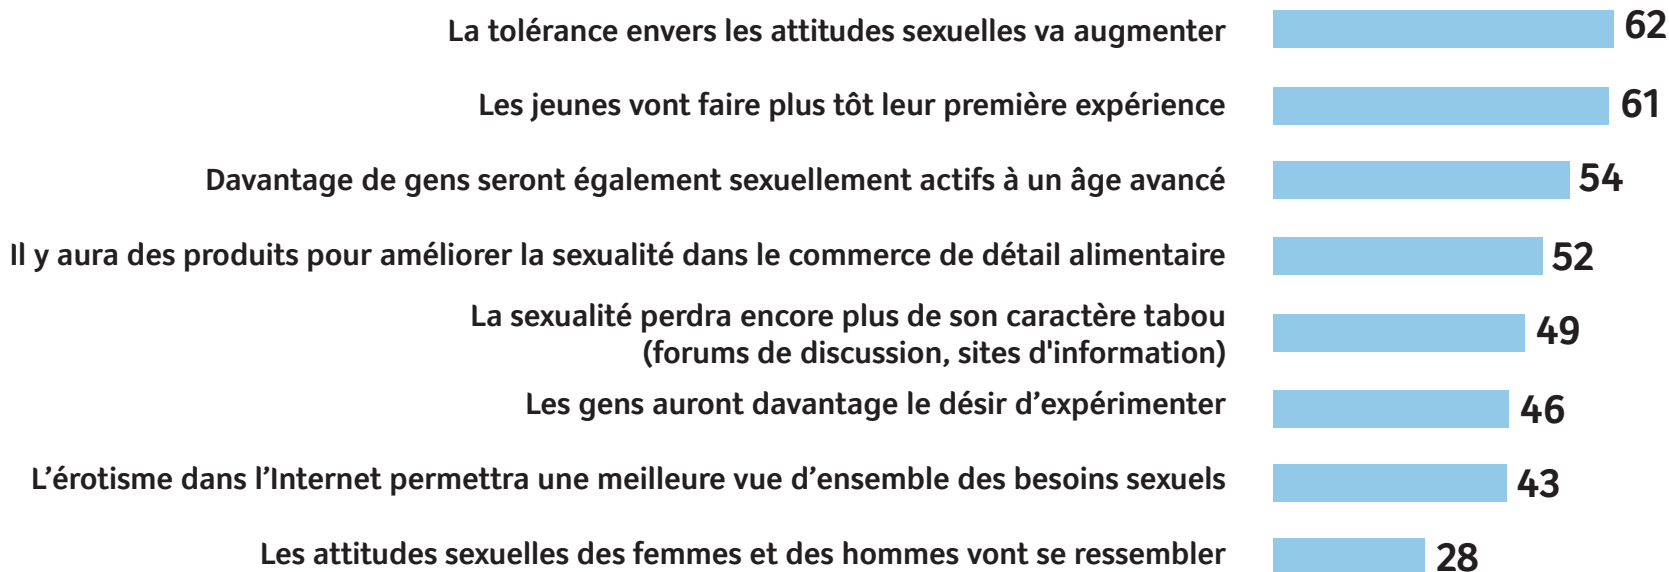 La tolérance envers les attitudes sexuelles va augmenter 62
Les jeunes vont faire plus tôt leur première expérience 61
Davantage de gens seront également sexuellement actifs à un âge avancé 54
Il y aura des produits pour améliorer la sexualité dans le commerce de détail alimentaire 52
La sexualité perdra encore plus de son caractère tabou
(forums de discussion, sites d'information) 49
Les gens auront davantage le désir d’expérimenter 46
L’érotisme dans l’Internet permettra une meilleure vue d’ensemble des besoins sexuels 43
Les attitudes sexuelles des femmes et des hommes vont se ressembler 28